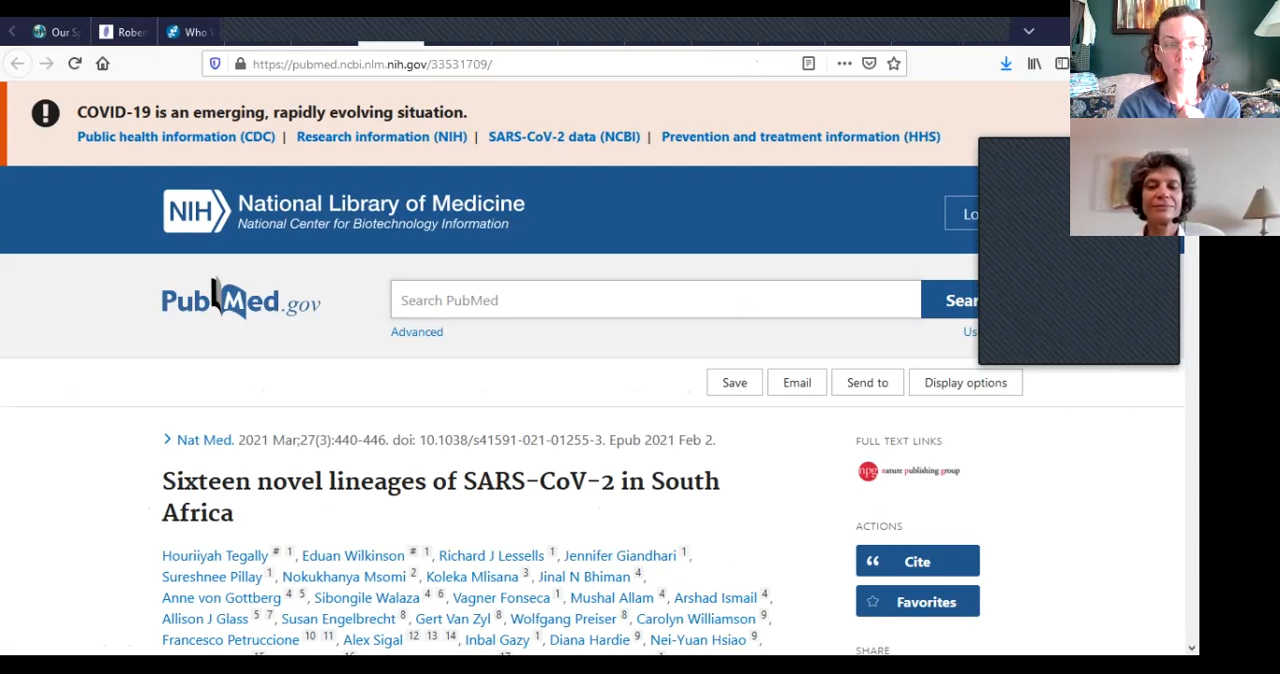 Our Sp
Rober
Who
https://pubmed.ncbi.nlm.nih.gov/33531709/
COVID-19 is an emerging, rapidly evolving situation.
Public health information (CDC) | Research information (NIH) | SARS-CoV-2 data (NCBI) | Prevention and treatment information (HHS)
NIH National Library of Medicine
National Center for Biotechnology Information
Lo
PubMed.gov
Search PubMed
Sear
Advanced
Us
Save
Email
Send to
Display options
> Nat Med. 2021 Mar;27(3):440-446. doi: 10.1038/s41591-021-01255-3. Epub 2021 Feb 2.
Sixteen novel lineages of SARS-CoV-2 in South
Africa
Houriiyah Tegally # 1, Eduan Wilkinson # 1, Richard J Lessells 1, Jennifer Giandhari 1,
Sureshnee Pillay 1, Nokukhanya Msomi 2, Koleka Mlisana 3, Jinal N Bhiman 4,
Anne von Gottberg 4 5, Sibongile Walaza 4 6, Vagner Fonseca 1, Mushal Allam 4, Arshad Ismail 4,
Allison J Glass 5 7, Susan Engelbrecht 8, Gert Van Zyl 8, Wolfgang Preiser 8, Carolyn Williamson 9,
Francesco Petruccione 10 11, Alex Sigal 12 13 14, Inbal Gazy 1, Diana Hardie 9, Nei-Yuan Hsiao 9,
FULL TEXT LINKS
npg nature publishing group
ACTIONS
Cite
Favorites
SHARE